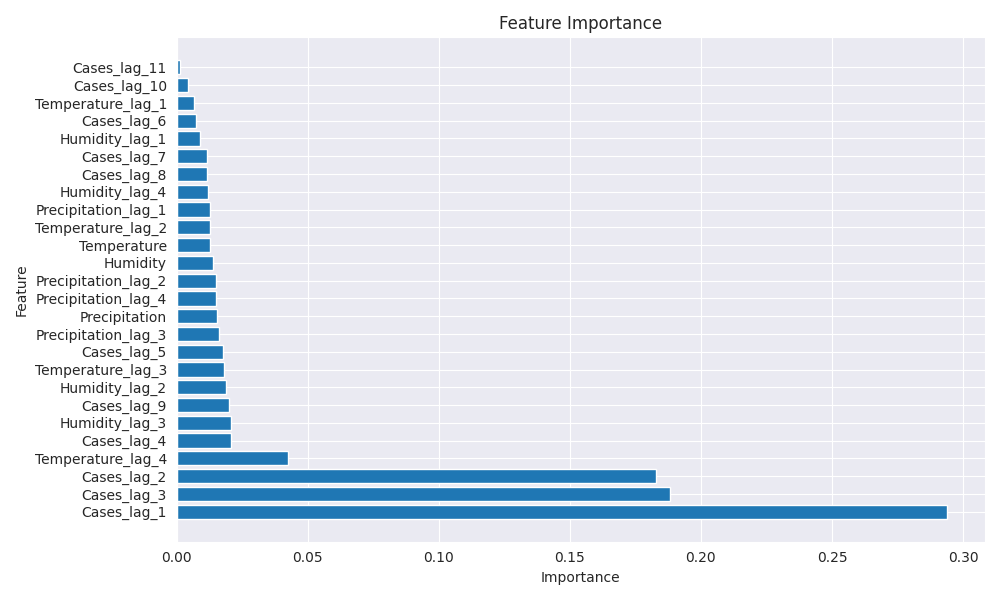 Feature Importance
Cases_lag_11
Cases_lag_10
Temperature_lag_1
Cases_lag_6
Humidity_lag_1
Cases_lag_7
Cases_lag_8
Humidity_lag_4
Precipitation_lag_1
Temperature_lag_2
Temperature
Humidity
Precipitation_lag_2
Precipitation_lag_4
Precipitation
Precipitation_lag_3
Cases_lag_5
Temperature_lag_3
Humidity_lag_2
Cases_lag_9
Humidity_lag_3
Cases_lag_4
Temperature_lag_4
Cases_lag_2
Cases_lag_3
Cases_lag_1
Feature
0.00 0.05 0.10 0.15 0.20 0.25 0.30
Importance